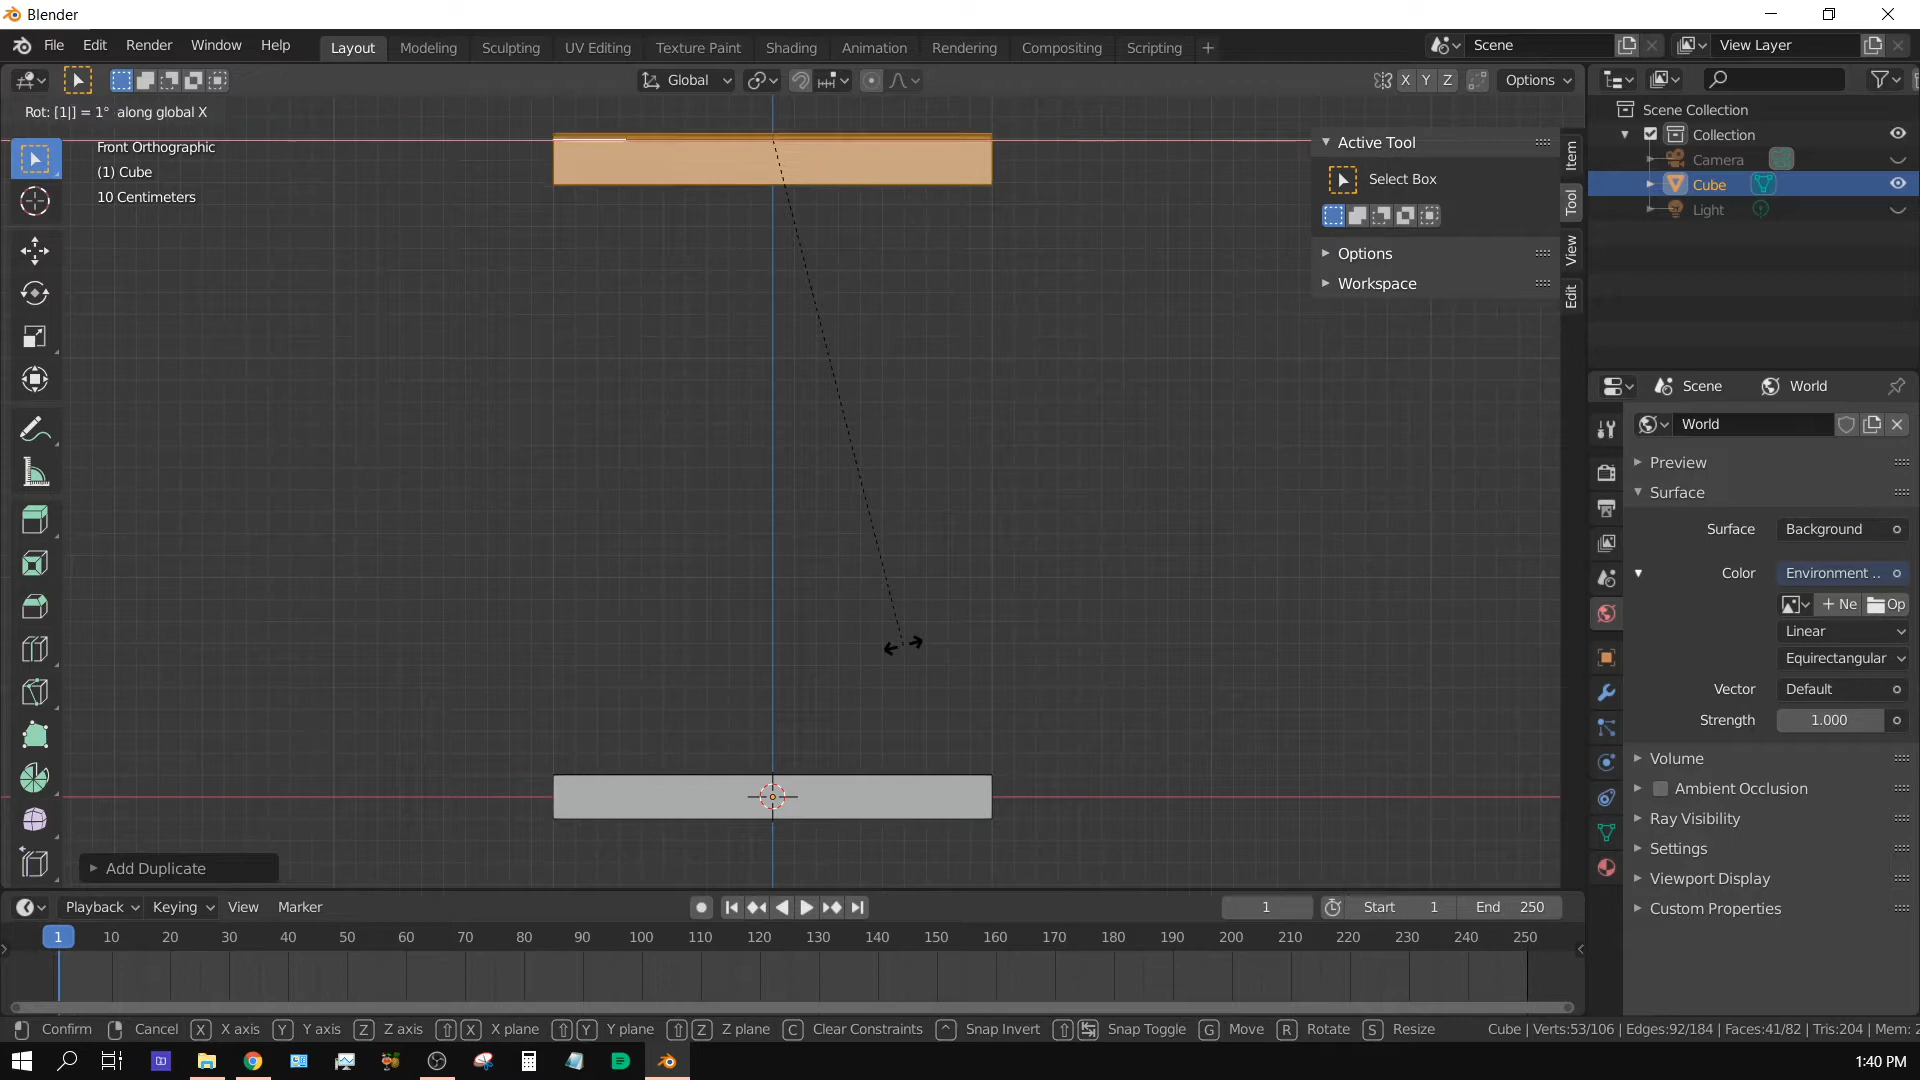 Blender
File Edit Render Window Help Layout Modeling Sculpting UV Editing Texture Paint Shading Animation Rendering Compositing Scripting + Scene View Layer
Global X Y Z Options
Rot: [1|] = 1° along global X
Front Orthographic
(1) Cube
10 Centimeters
Active Tool
Select Box
Options
Workspace
Item
Tool
View
Edit
Scene Collection
Collection
Camera
Cube
Light
Scene World
World
Preview
Surface
Surface Background
Color Environment ..
+ Ne Op
Linear
Equirectangular
Vector Default
Strength 1.000
Volume
Ambient Occlusion
Ray Visibility
Settings
Viewport Display
Custom Properties
Add Duplicate
Playback Keying View Marker 1 Start 1 End 250
1 10 20 30 40 50 60 70 80 90 100 110 120 130 140 150 160 170 180 190 200 210 220 230 240 250
Confirm Cancel X X axis Y Y axis Z Z axis X X plane Y Y plane Z Z plane C Clear Constraints ^ Snap Invert Snap Toggle G Move R Rotate S Resize Cube | Verts:53/106 | Edges:92/184 | Faces:41/82 | Tris:204 | Mem: 2
1:40 PM